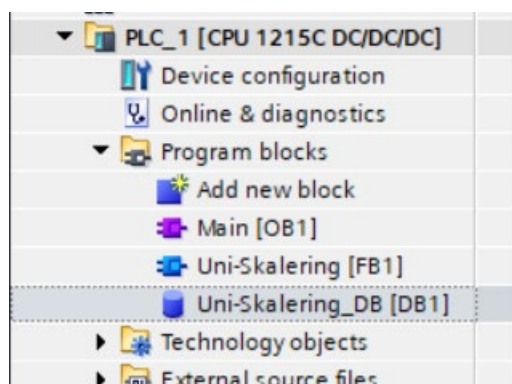 PLC_1 [CPU 1215C DC/DC/DC]
Device configuration
Online & diagnostics
Program blocks
Add new block
Main [OB1]
Uni-Skalering [FB1]
Uni-Skalering_DB [DB1]
Technology objects
External source files